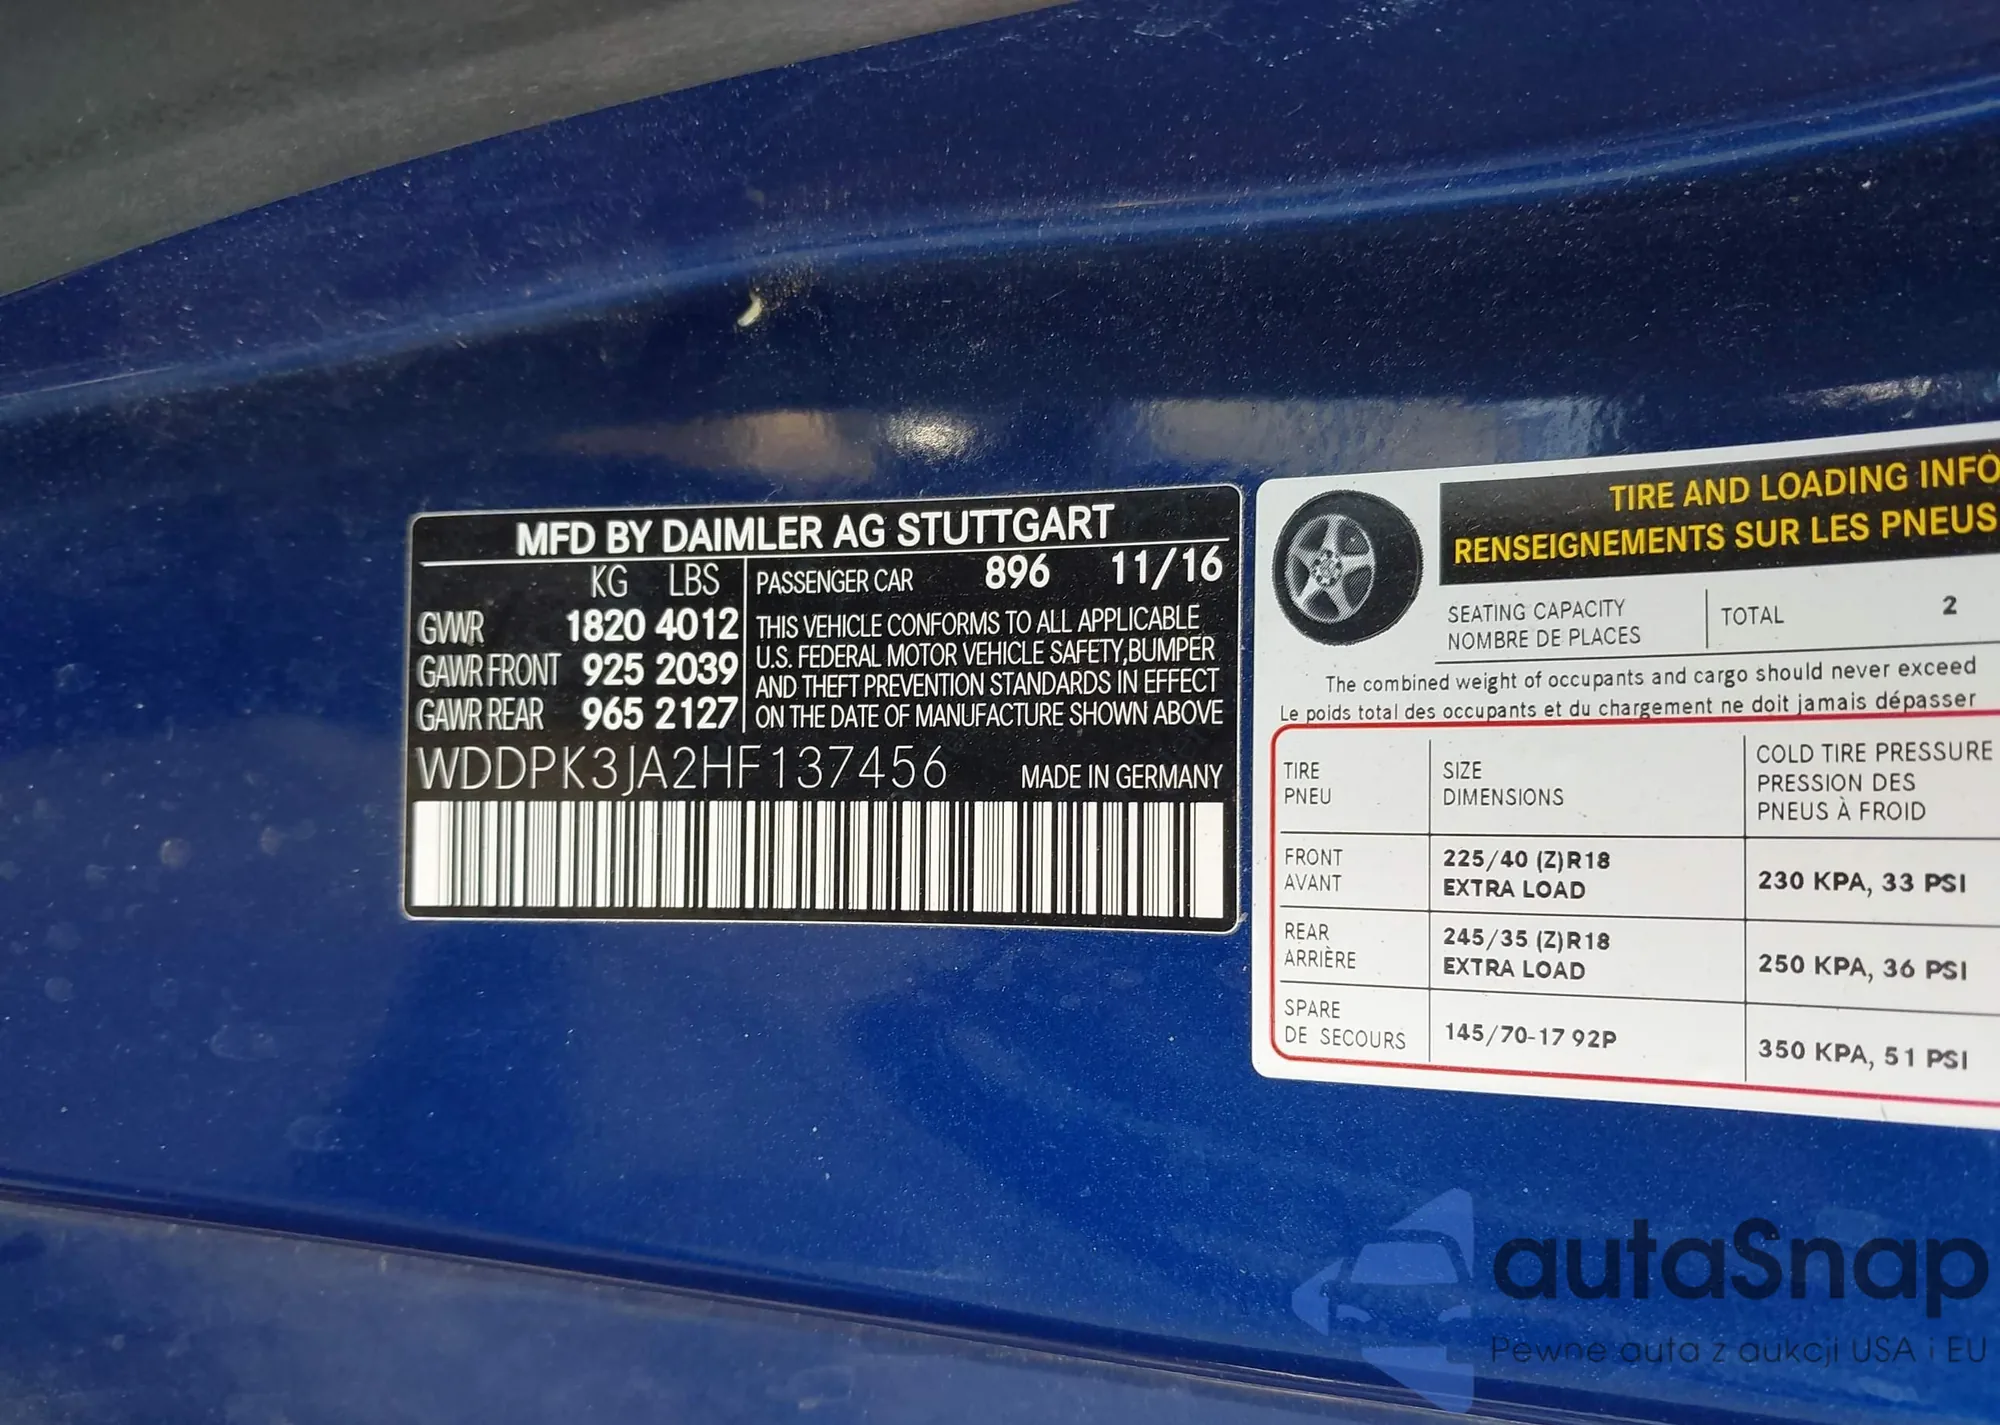 MFD BY DAIMLER AG STUTTGART
KG LBS
GVWR 1820 4012
GAWR FRONT 925 2039
GAWR REAR 965 2127
PASSENGER CAR 896 11/16
THIS VEHICLE CONFORMS TO ALL APPLICABLE
U.S. FEDERAL MOTOR VEHICLE SAFETY,BUMPER
AND THEFT PREVENTION STANDARDS IN EFFECT
ON THE DATE OF MANUFACTURE SHOWN ABOVE
WDDPK3JA2HF137456 MADE IN GERMANY
TIRE AND LOADING INFO
RENSEIGNEMENTS SUR LES PNEUS
SEATING CAPACITY
NOMBRE DE PLACES
TOTAL 2
The combined weight of occupants and cargo should never exceed
Le poids total des occupants et du chargement ne doit jamais dépasser
TIRE
PNEU
SIZE
DIMENSIONS
COLD TIRE PRESSURE
PRESSION DES
PNEUS À FROID
FRONT
AVANT
225/40 (Z)R18
EXTRA LOAD
230 KPA, 33 PSI
REAR
ARRIÈRE
245/35 (Z)R18
EXTRA LOAD
250 KPA, 36 PSI
SPARE
DE SECOURS
145/70-17 92P
350 KPA, 51 PSI
autaSnap
Pewne auta z aukcji USA i EU